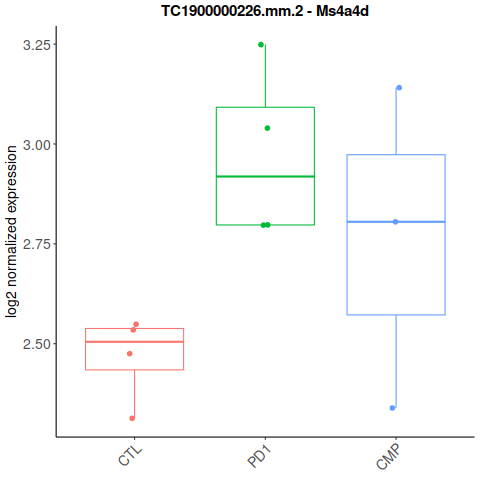 TC1900000226.mm.2 - Ms4a4d
log2 normalized expression
3.25
3.00
2.75
2.50
CTL
PD1
CMP